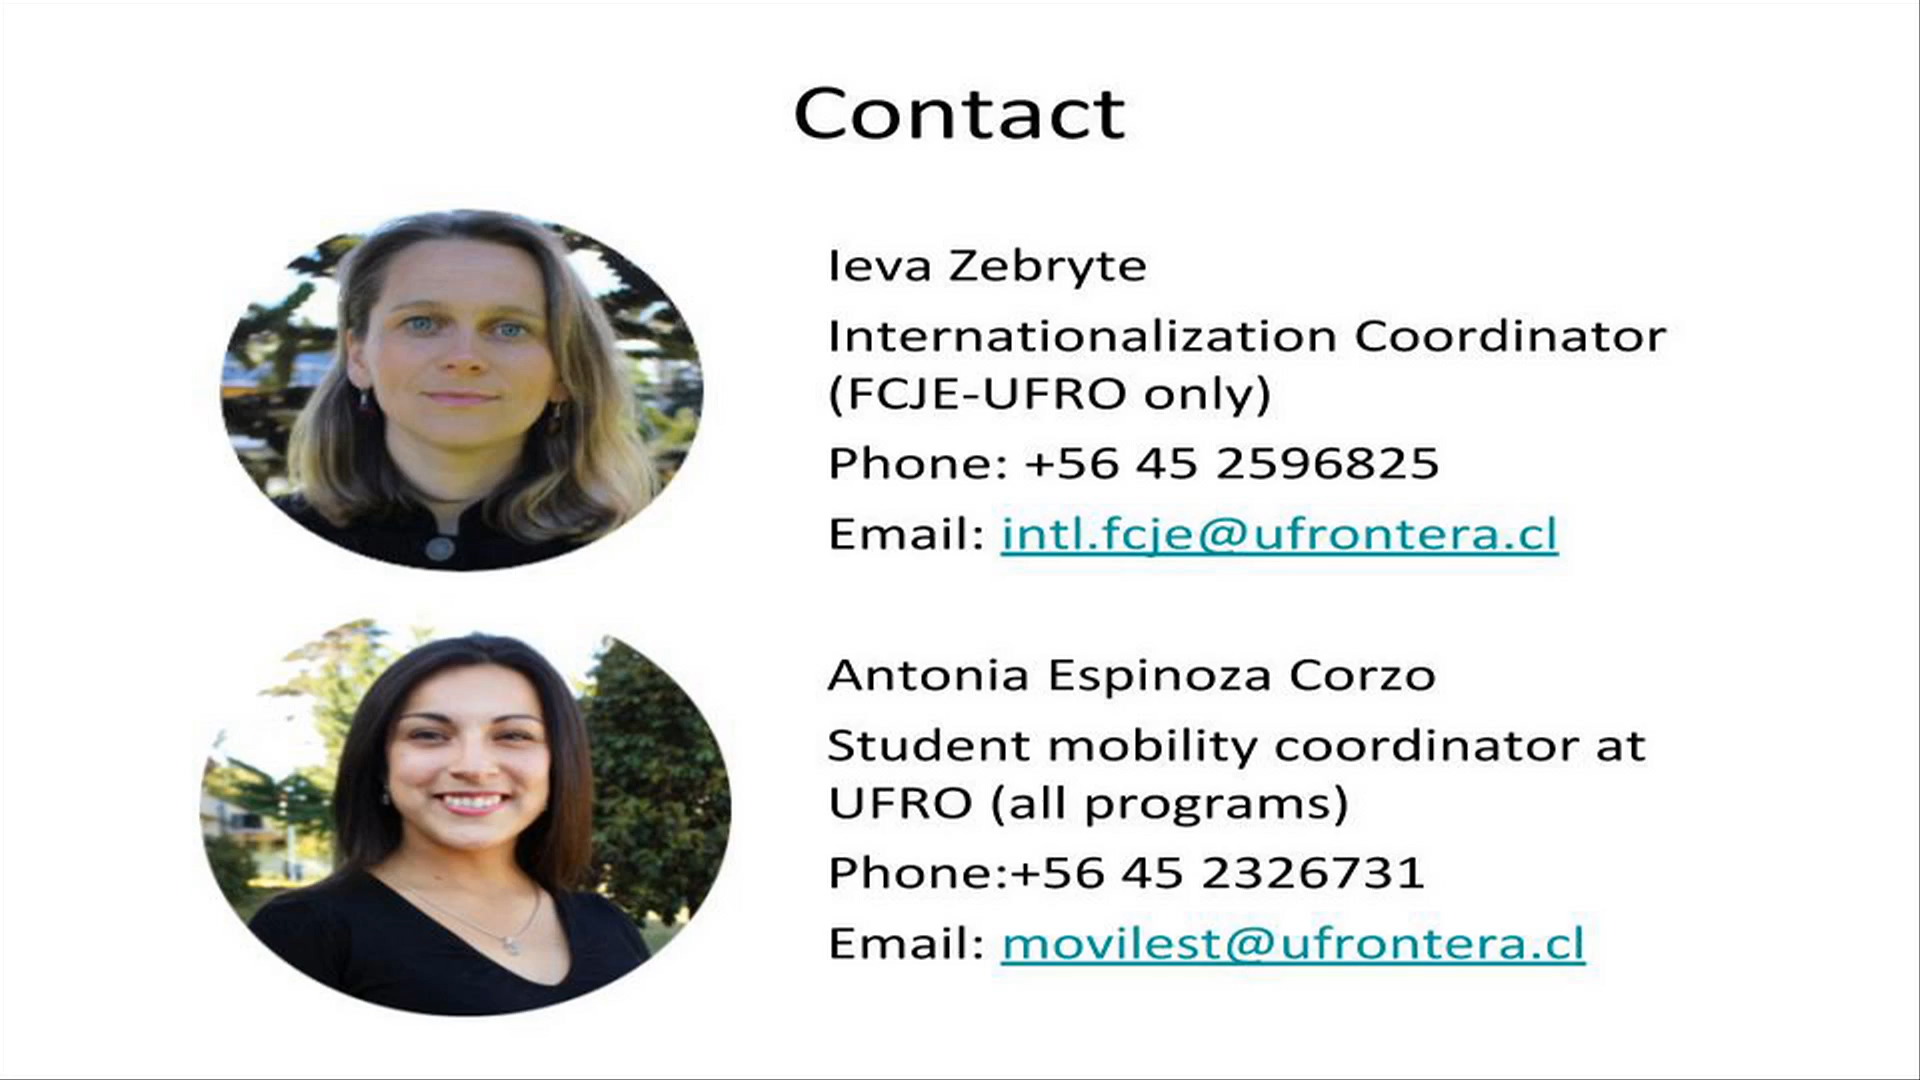 Contact
Ieva Zebryte
Internationalization Coordinator
(FCJE-UFRO only)
Phone: +56 45 2596825
Email: intl.fcje@ufrontera.cl
Antonia Espinoza Corzo
Student mobility coordinator at
UFRO (all programs)
Phone:+56 45 2326731
Email: movilest@ufrontera.cl